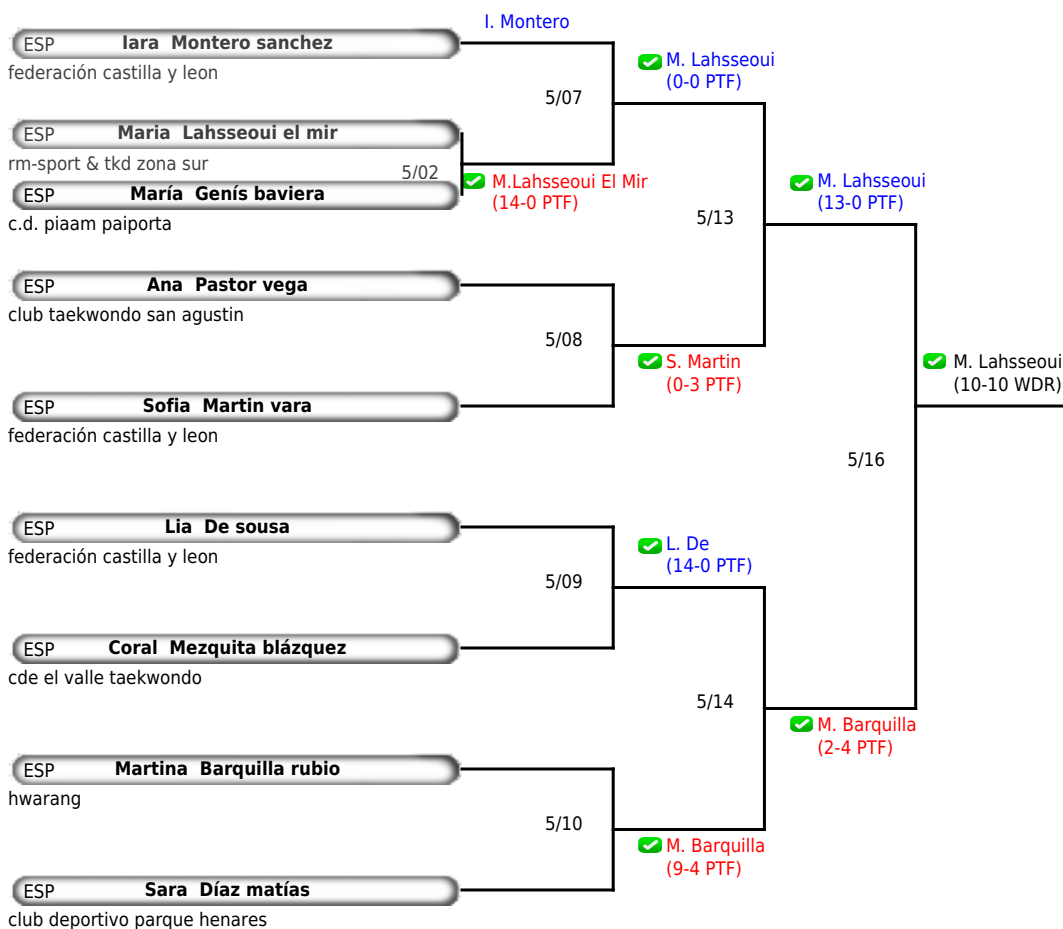 I. Montero
ESP Iara Montero sanchez
federación castilla y leon
M. Lahsseoui
(0-0 PTF)
5/07
ESP Maria Lahsseoui el mir
rm-sport & tkd zona sur
5/02
M.Lahsseoui El Mir
(14-0 PTF)
ESP María Genís baviera
c.d. piaam paiporta
M. Lahsseoui
(13-0 PTF)
5/13
ESP Ana Pastor vega
club taekwondo san agustin
5/08
S. Martin
(0-3 PTF)
M. Lahsseoui
(10-10 WDR)
ESP Sofia Martin vara
federación castilla y leon
5/16
ESP Lia De sousa
federación castilla y leon
L. De
(14-0 PTF)
5/09
ESP Coral Mezquita blázquez
cde el valle taekwondo
5/14
M. Barquilla
(2-4 PTF)
ESP Martina Barquilla rubio
hwarang
5/10
M. Barquilla
(9-4 PTF)
ESP Sara Díaz matías
club deportivo parque henares